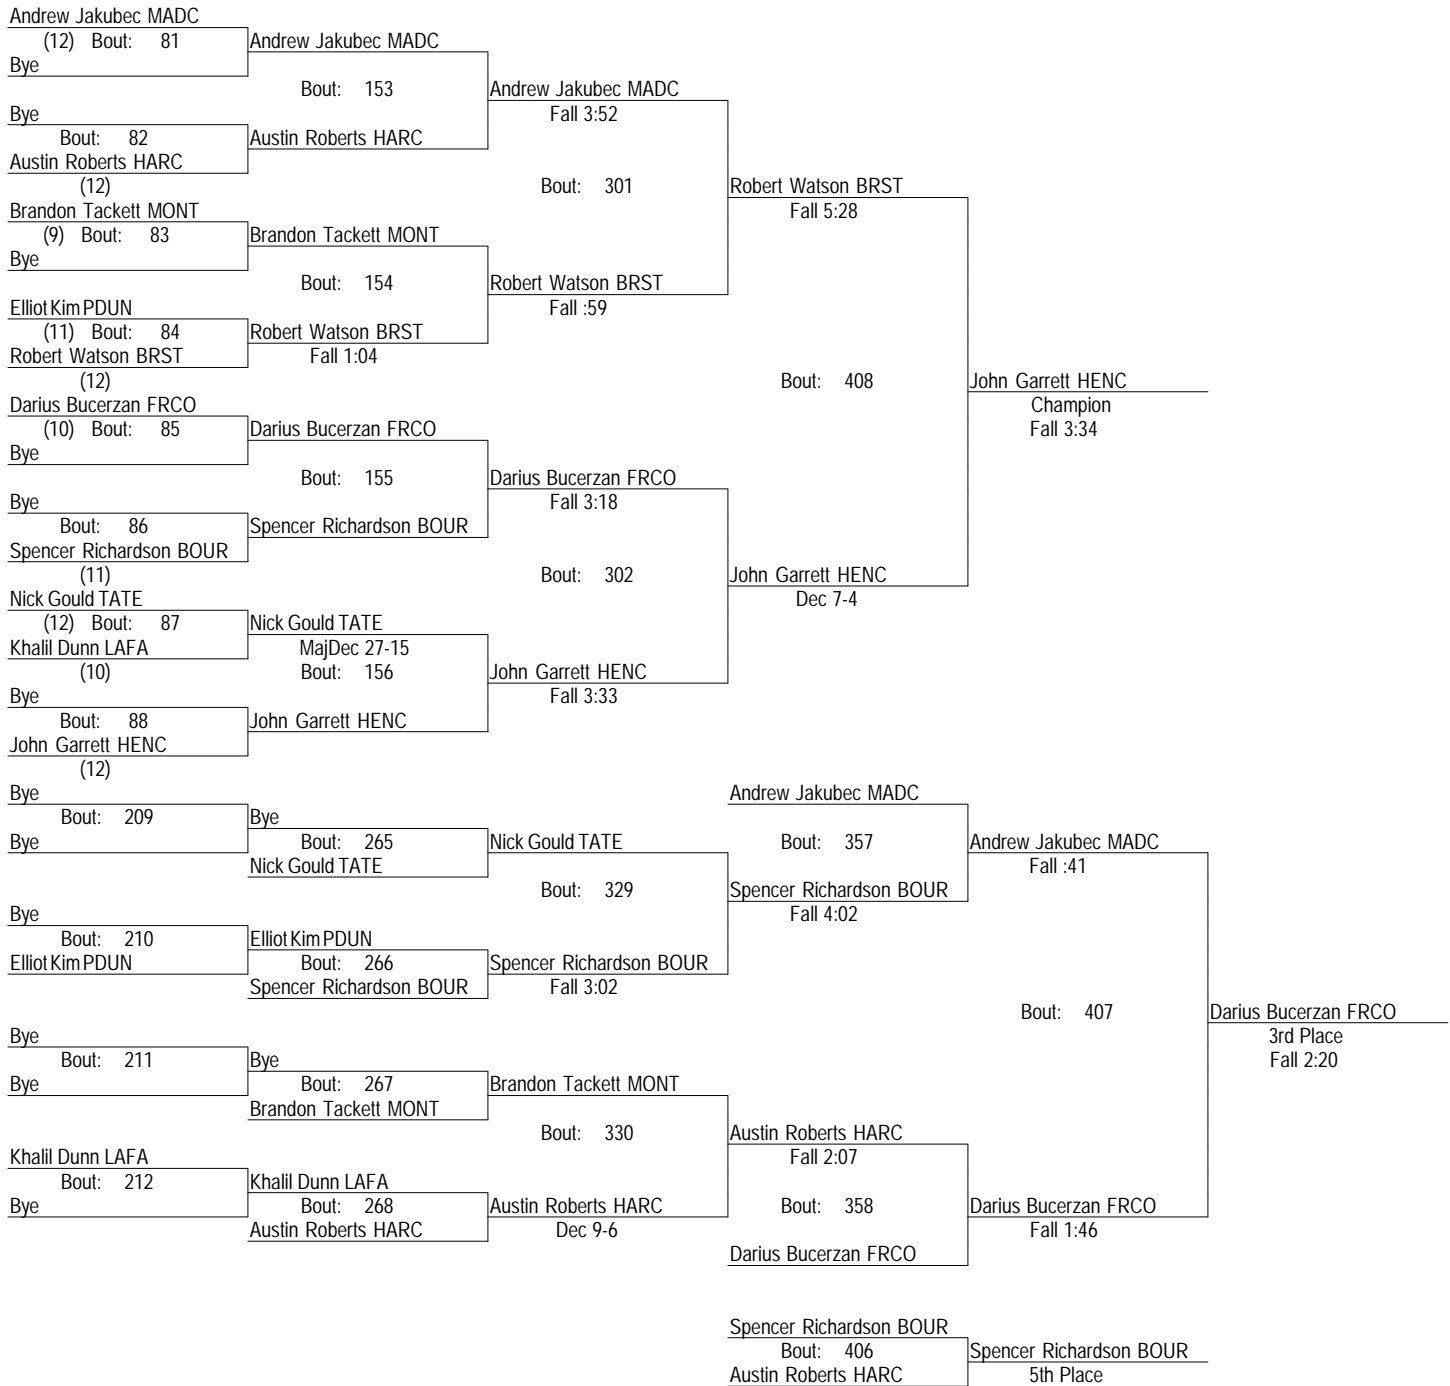 Andrew Jakubec MADC
(12) Bout: 81 Andrew Jakubec MADC
Bye
Bout: 153 Andrew Jakubec MADC
Bye Fall 3:52
Bout: 82 Austin Roberts HARC
Austin Roberts HARC
(12) Bout: 301 Robert Watson BRST
Brandon Tackett MONT Fall 5:28
(9) Bout: 83 Brandon Tackett MONT
Bye
Bout: 154 Robert Watson BRST
Elliot Kim PDUN Fall :59
(11) Bout: 84 Robert Watson BRST
Robert Watson BRST Fall 1:04
(12) Bout: 408 John Garrett HENC
Darius Bucerzan FRCO Champion
(10) Bout: 85 Darius Bucerzan FRCO Fall 3:34
Bye
Bout: 155 Darius Bucerzan FRCO
Bye Fall 3:18
Bout: 86 Spencer Richardson BOUR
Spencer Richardson BOUR
(11) Bout: 302 John Garrett HENC
Nick Gould TATE Dec 7-4
(12) Bout: 87 Nick Gould TATE
Khalil Dunn LAFA MajDec 27-15
(10) Bout: 156 John Garrett HENC
Bye Fall 3:33
Bout: 88 John Garrett HENC
John Garrett HENC
(12)
Bye Andrew Jakubec MADC
Bout: 209 Bye
Bye Bout: 265 Nick Gould TATE Bout: 357 Andrew Jakubec MADC
Nick Gould TATE Fall :41
Bout: 329 Spencer Richardson BOUR
Bye Fall 4:02
Bout: 210 Elliot Kim PDUN
Elliot Kim PDUN Bout: 266 Spencer Richardson BOUR
Spencer Richardson BOUR Fall 3:02
Bout: 407 Darius Bucerzan FRCO
Bye 3rd Place
Bout: 211 Bye Fall 2:20
Bye Bout: 267 Brandon Tackett MONT
Brandon Tackett MONT
Bout: 330 Austin Roberts HARC
Khalil Dunn LAFA Fall 2:07
Bout: 212 Khalil Dunn LAFA
Bye Bout: 268 Austin Roberts HARC Bout: 358 Darius Bucerzan FRCO
Austin Roberts HARC Dec 9-6 Fall 1:46
Darius Bucerzan FRCO
Spencer Richardson BOUR
Bout: 406 Spencer Richardson BOUR
Austin Roberts HARC 5th Place